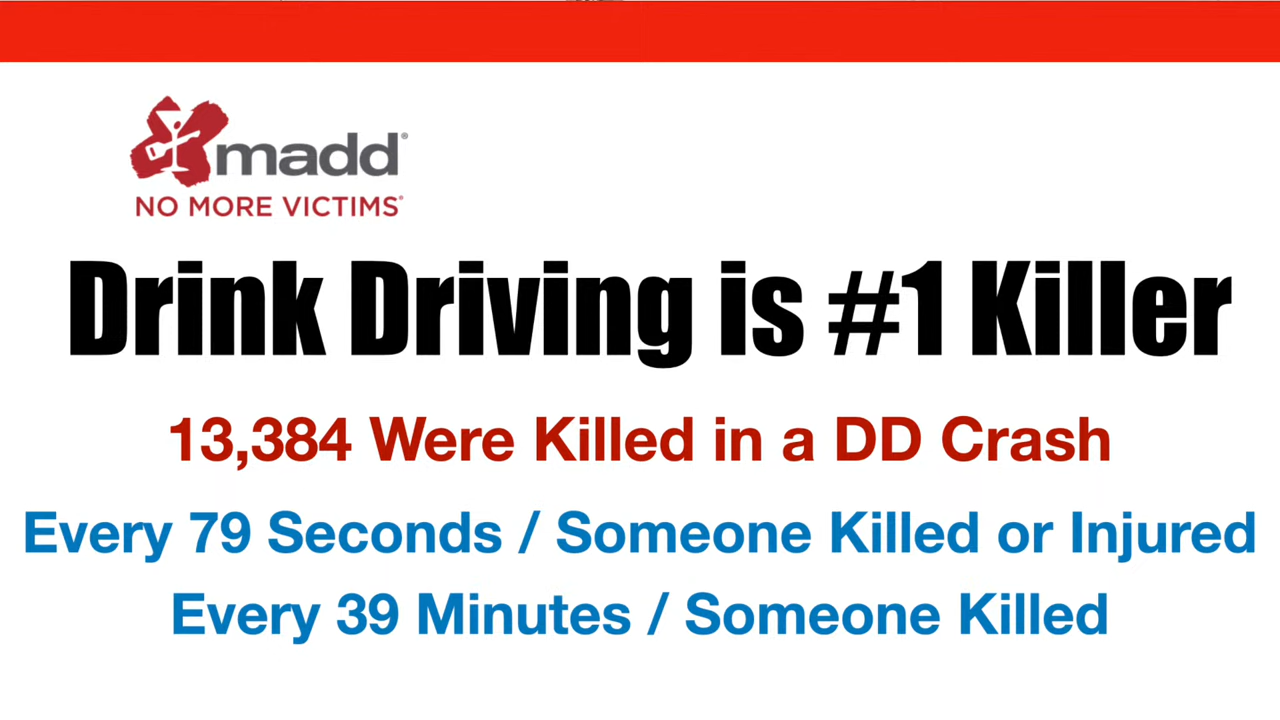 madd®
NO MORE VICTIMS®
Drink Driving is #1 Killer
13,384 Were Killed in a DD Crash
Every 79 Seconds / Someone Killed or Injured
Every 39 Minutes / Someone Killed